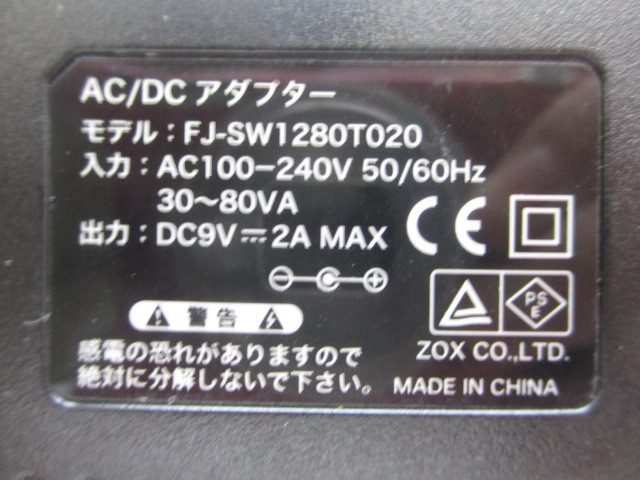 AC/DC アダプター
モデル：FJ-SW1280T020
入力：AC100-240V 50/60Hz
30～80VA
出力：DC9V⎓2A MAX
CE
PS
E
警告
感電の恐れがありますので
絶対に分解しないで下さい。
ZOX CO.,LTD.
MADE IN CHINA